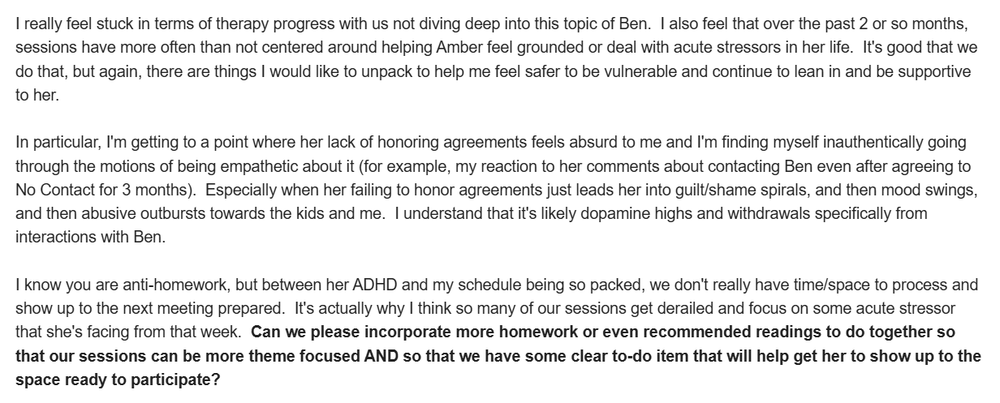 I really feel stuck in terms of therapy progress with us not diving deep into this topic of Ben.  I also feel that over the past 2 or so months,
sessions have more often than not centered around helping Amber feel grounded or deal with acute stressors in her life.  It's good that we
do that, but again, there are things I would like to unpack to help me feel safer to be vulnerable and continue to lean in and be supportive
to her.
In particular, I'm getting to a point where her lack of honoring agreements feels absurd to me and I'm finding myself inauthentically going
through the motions of being empathetic about it (for example, my reaction to her comments about contacting Ben even after agreeing to
No Contact for 3 months).  Especially when her failing to honor agreements just leads her into guilt/shame spirals, and then mood swings,
and then abusive outbursts towards the kids and me.  I understand that it's likely dopamine highs and withdrawals specifically from
interactions with Ben.
I know you are anti-homework, but between her ADHD and my schedule being so packed, we don't really have time/space to process and
show up to the next meeting prepared.  It's actually why I think so many of our sessions get derailed and focus on some acute stressor
that she's facing from that week.  Can we please incorporate more homework or even recommended readings to do together so
that our sessions can be more theme focused AND so that we have some clear to-do item that will help get her to show up to the
space ready to participate?